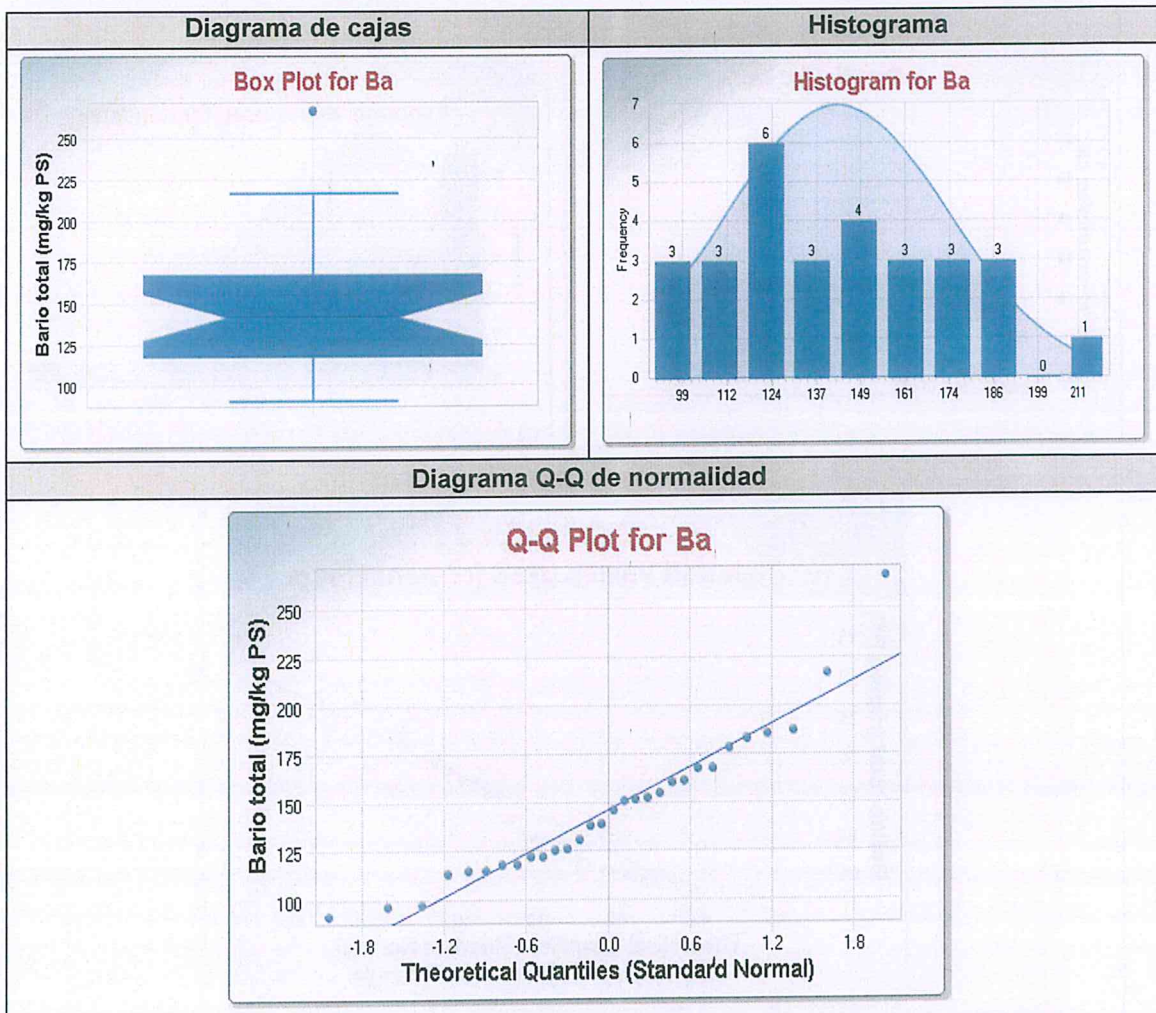 Diagrama de cajas
Histograma
Box Plot for Ba
Bario total (mg/kg PS)
250
225
200
175
150
125
100
Histogram for Ba
Frequency
7
6
5
4
3
2
1
0
3 3 6 3 4 3 3 3 0 1
99 112 124 137 149 161 174 186 199 211
Diagrama Q-Q de normalidad
Q-Q Plot for Ba
Bario total (mg/kg PS)
250
225
200
175
150
125
100
-1.8 -1.2 -0.6 0.0 0.6 1.2 1.8
Theoretical Quantiles (Standard Normal)